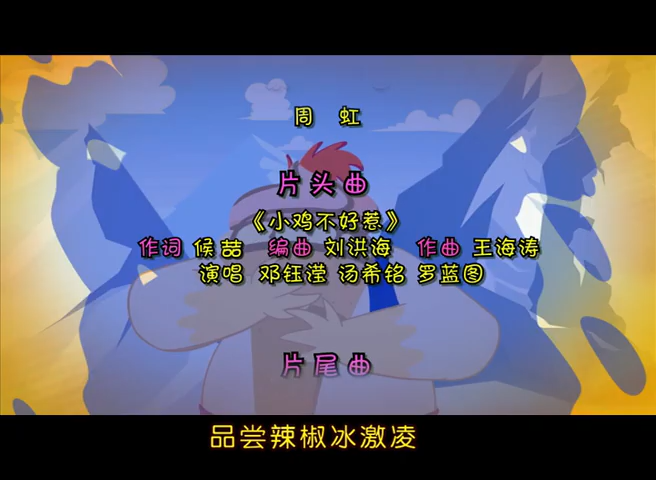 周 虹
片头曲
《小鸡不好惹》
作词 侯喆 编曲 刘洪海 作曲 王海涛
演唱 邓钰滢 汤希铭 罗蓝图
片尾曲
品尝辣椒冰激凌